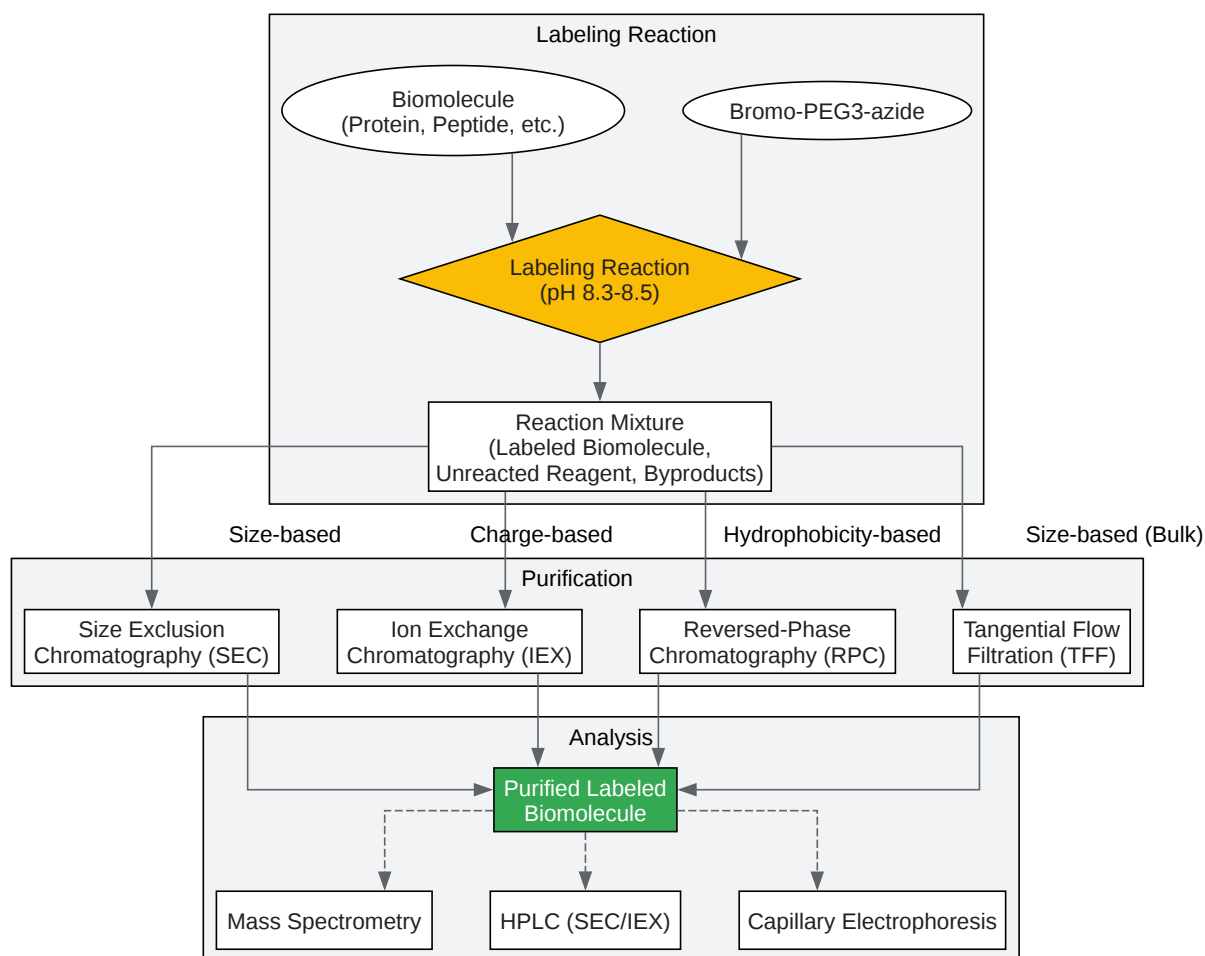 Labeling Reaction
Biomolecule
(Protein, Peptide, etc.)
Bromo-PEG3-azide
Labeling Reaction
(pH 8.3-8.5)
Reaction Mixture
(Labeled Biomolecule,
Unreacted Reagent, Byproducts)
Size-based
Charge-based
Hydrophobicity-based
Size-based (Bulk)
Purification
Size Exclusion
Chromatography (SEC)
Ion Exchange
Chromatography (IEX)
Reversed-Phase
Chromatography (RPC)
Tangential Flow
Filtration (TFF)
Analysis
Purified Labeled
Biomolecule
Mass Spectrometry
HPLC (SEC/IEX)
Capillary Electrophoresis